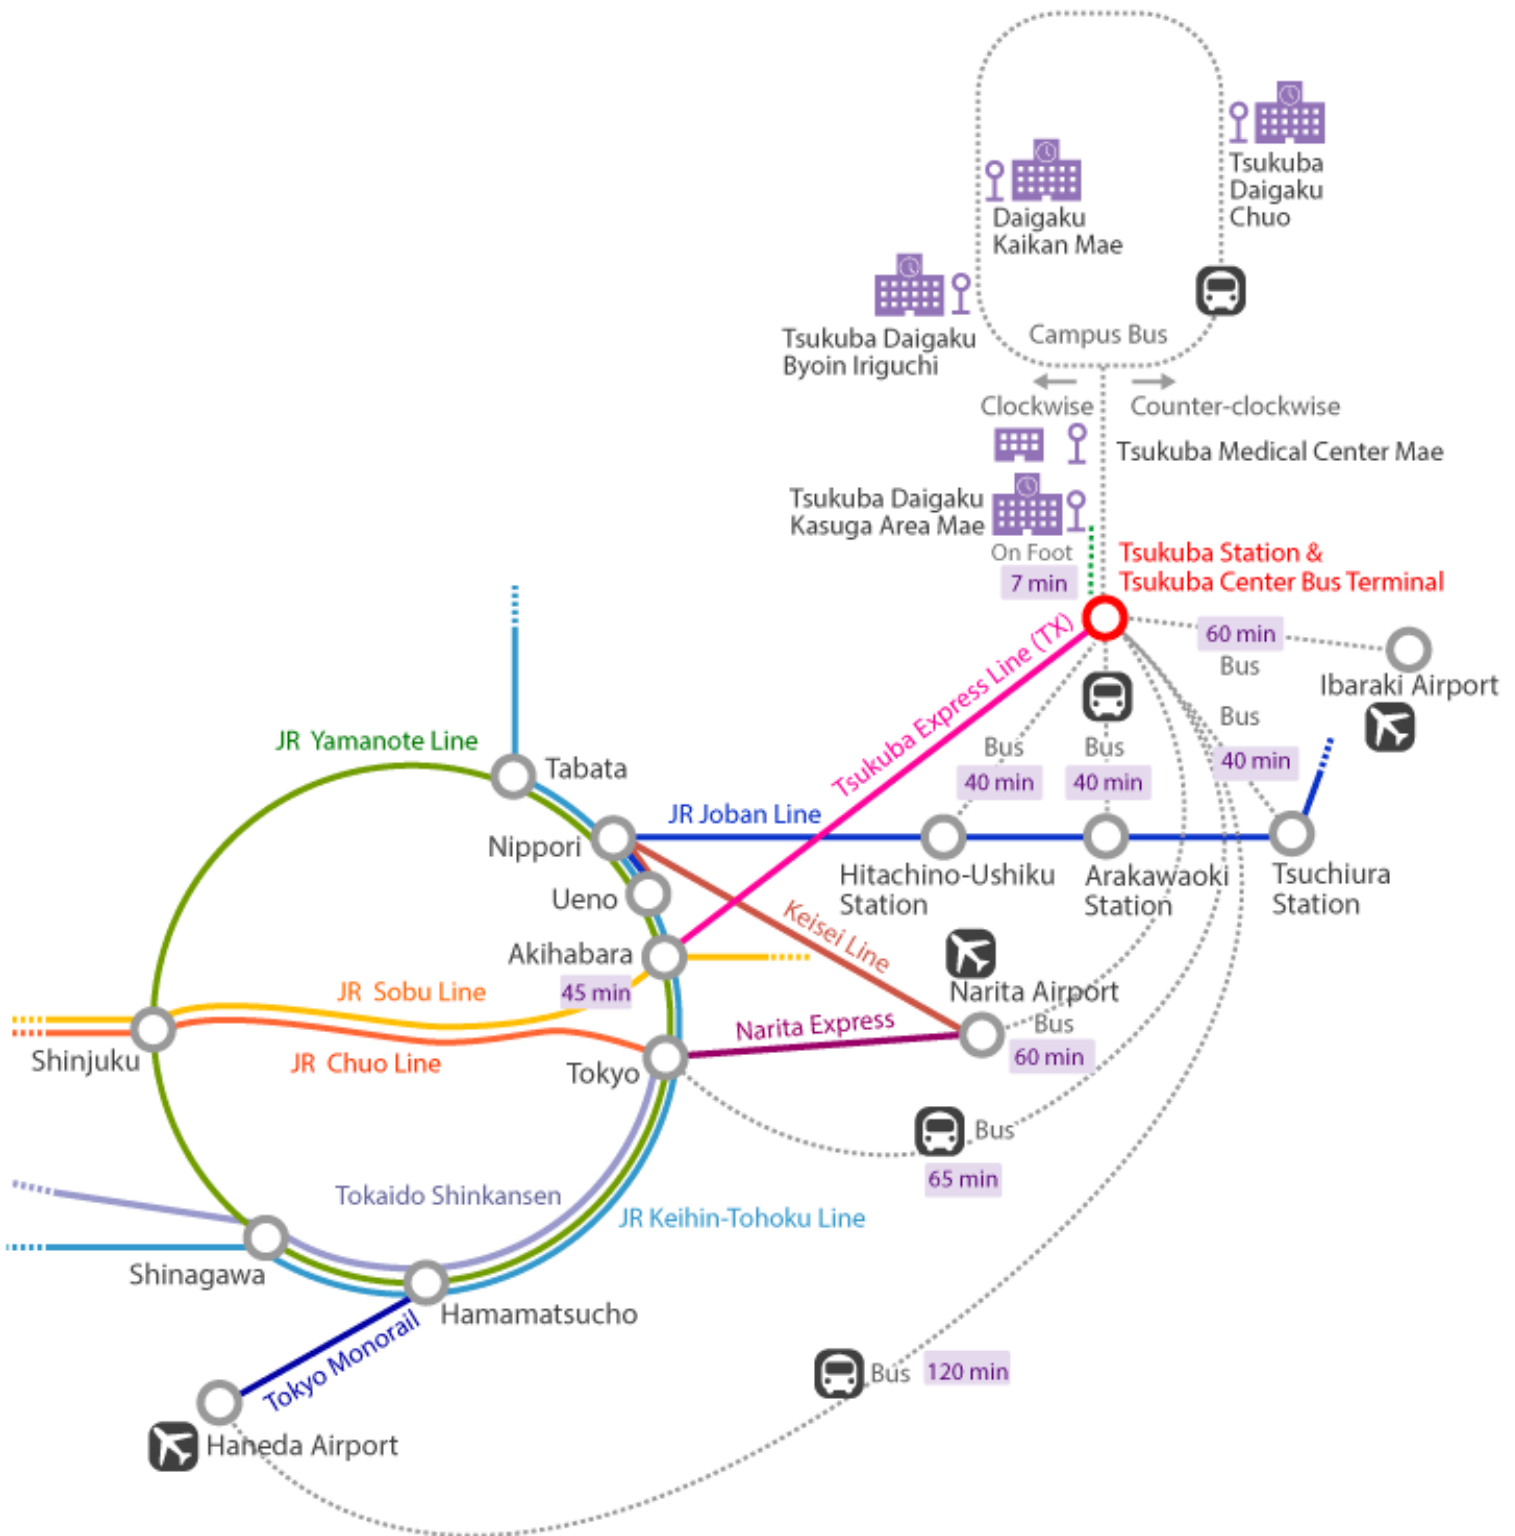 Tsukuba
Daigaku
Chuo
Daigaku
Kaikan Mae
Tsukuba Daigaku
Byoin Iriguchi
Campus Bus
Clockwise
Counter-clockwise
Tsukuba Medical Center Mae
Tsukuba Daigaku
Kasuga Area Mae
On Foot
7 min
Tsukuba Station &
Tsukuba Center Bus Terminal
60 min
Bus
Ibaraki Airport
Tsukuba Express Line (TX)
Bus
40 min
Bus
40 min
Bus
40 min
JR Yamanote Line
Tabata
JR Joban Line
Nippori
Hitachino-Ushiku
Station
Arakawaoki
Station
Tsuchiura
Station
Ueno
Keisei Line
Akihabara
45 min
JR Sobu Line
Narita Airport
Bus
60 min
Narita Express
Shinjuku
JR Chuo Line
Tokyo
Bus
65 min
Tokaido Shinkansen
JR Keihin-Tohoku Line
Shinagawa
Hamamatsucho
Tokyo Monorail
Bus
120 min
Haneda Airport